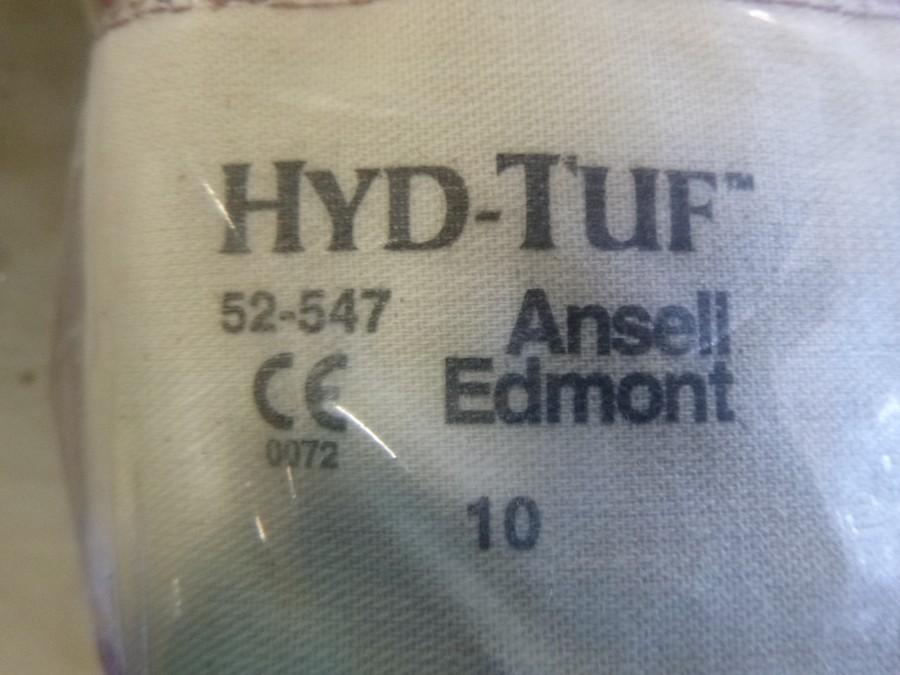 HYD-TUF™
52-547
Ansell
Edmont
CE
0072
10